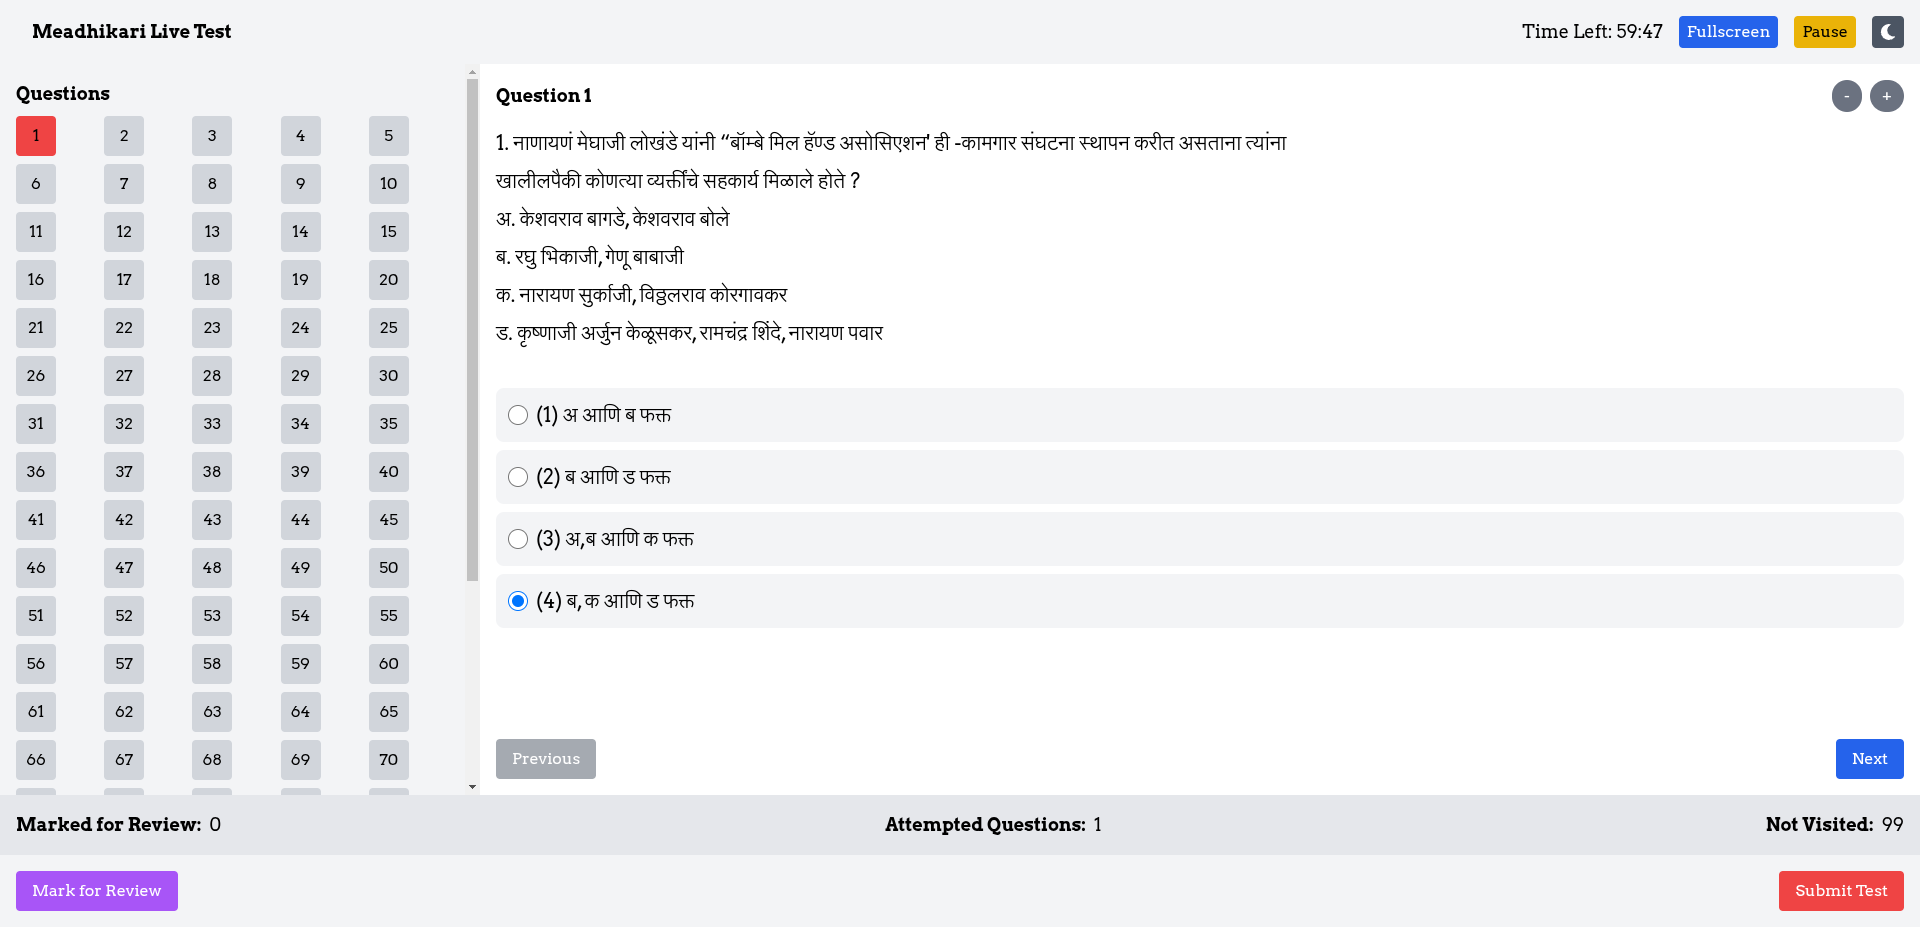 Meadhikari Live Test
Time Left: 59:47
Fullscreen
Pause
Questions
1 2 3 4 5
6 7 8 9 10
11 12 13 14 15
16 17 18 19 20
21 22 23 24 25
26 27 28 29 30
31 32 33 34 35
36 37 38 39 40
41 42 43 44 45
46 47 48 49 50
51 52 53 54 55
56 57 58 59 60
61 62 63 64 65
66 67 68 69 70
Question 1
- +
1. नाणायणं मेघाजी लोखंडे यांनी “बॉम्बे मिल हॅण्ड असोसिएशन' ही -कामगार संघटना स्थापन करीत असताना त्यांना
खालीलपैकी कोणत्या व्यक्तींचे सहकार्य मिळाले होते ?
अ. केशवराव बागडे, केशवराव बोले
ब. रघु भिकाजी, गेणू बाबाजी
क. नारायण सुर्काजी, विठ्ठलराव कोरगावकर
ड. कृष्णाजी अर्जुन केळूसकर, रामचंद्र शिंदे, नारायण पवार
(1) अ आणि ब फक्त
(2) ब आणि ड फक्त
(3) अ,ब आणि क फक्त
(4) ब, क आणि ड फक्त
Previous
Next
Marked for Review: 0
Attempted Questions: 1
Not Visited: 99
Mark for Review
Submit Test